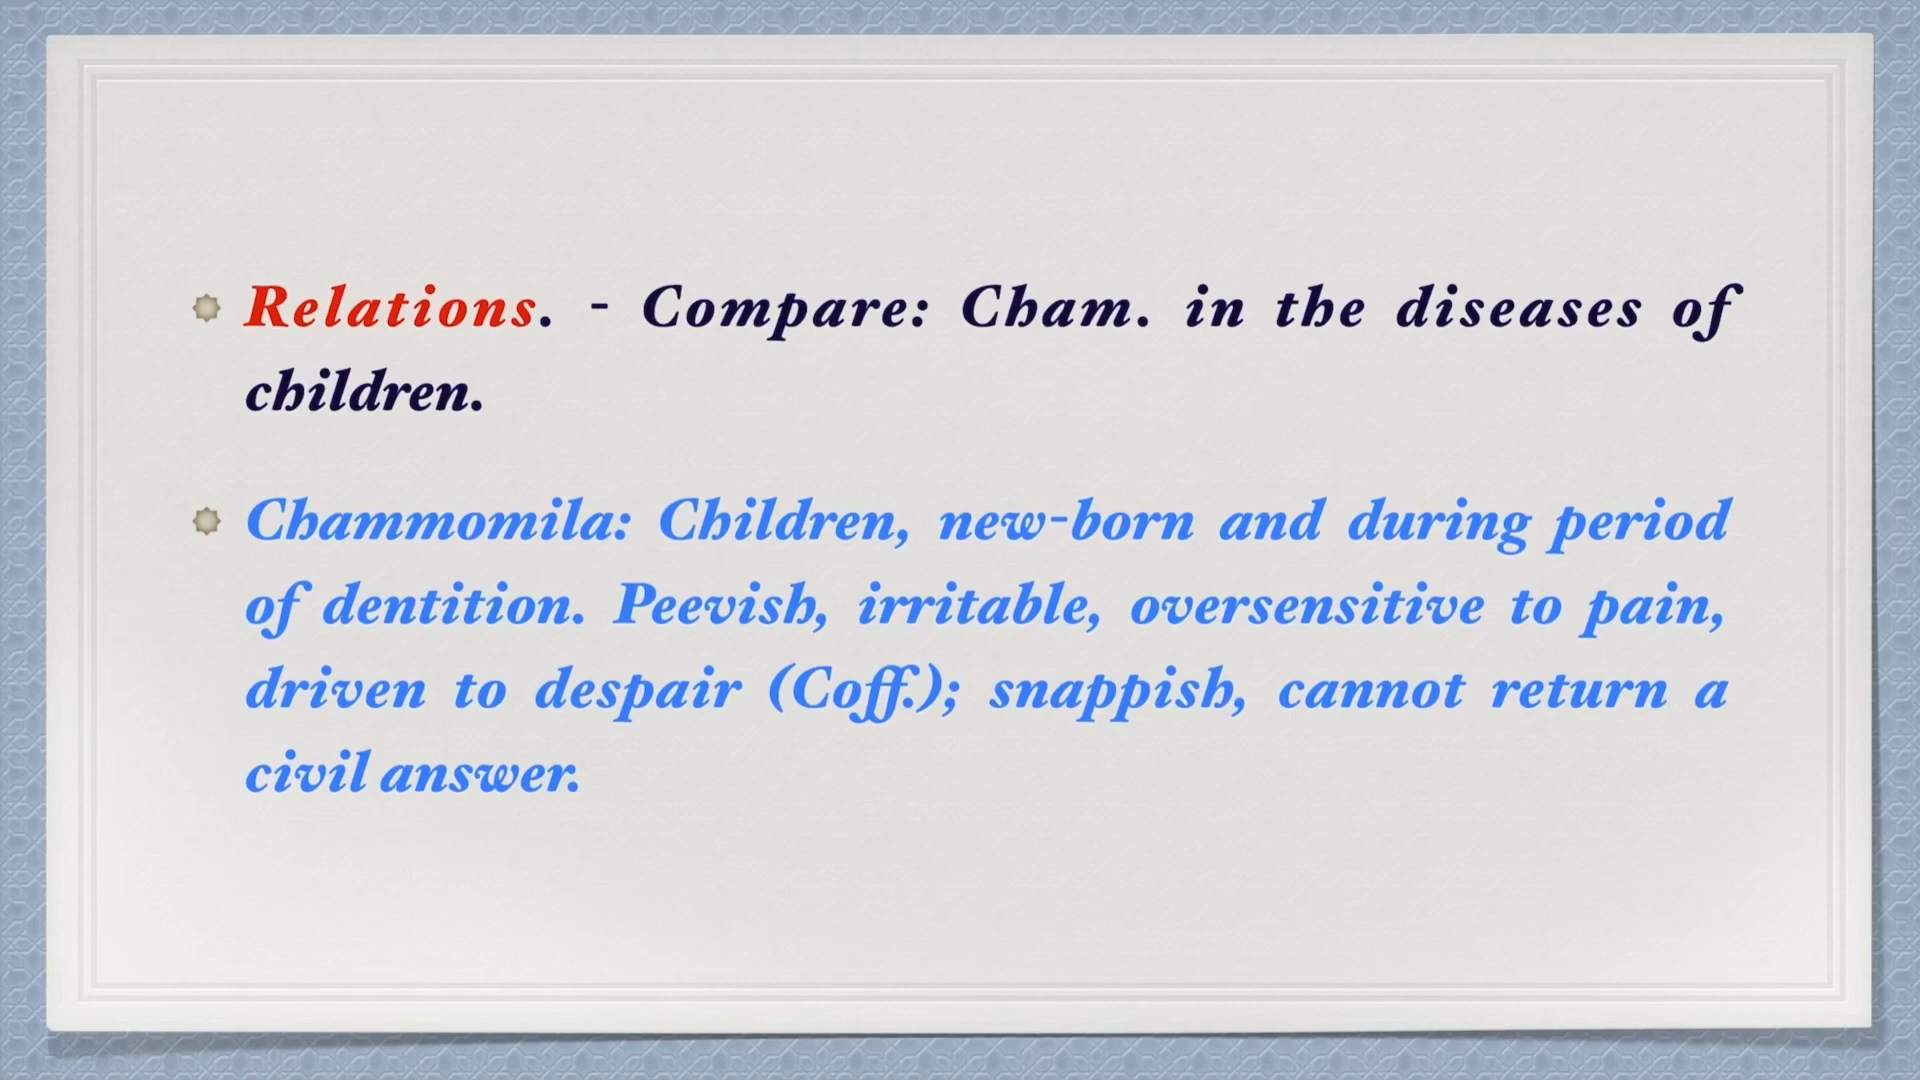 Relations. - Compare: Cham. in the diseases of
children.
Chammomila: Children, new-born and during period
of dentition. Peevish, irritable, oversensitive to pain,
driven to despair (Coff.); snappish, cannot return a
civil answer.